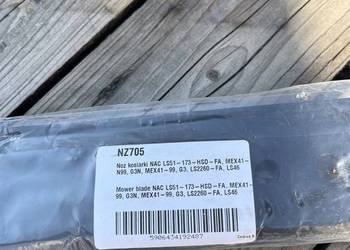 NZ705
Noż kosiarki NAC LS51-173-HSD-FA, MEX41-
N99, G3N, MEX41-99, G3, LS2260-FA, LS46
Mower blade NAC LS51-173-HSD-FA, MEX41-
99, G3N, MEX41-99, G3, LS2260-FA, LS46
5906434192487